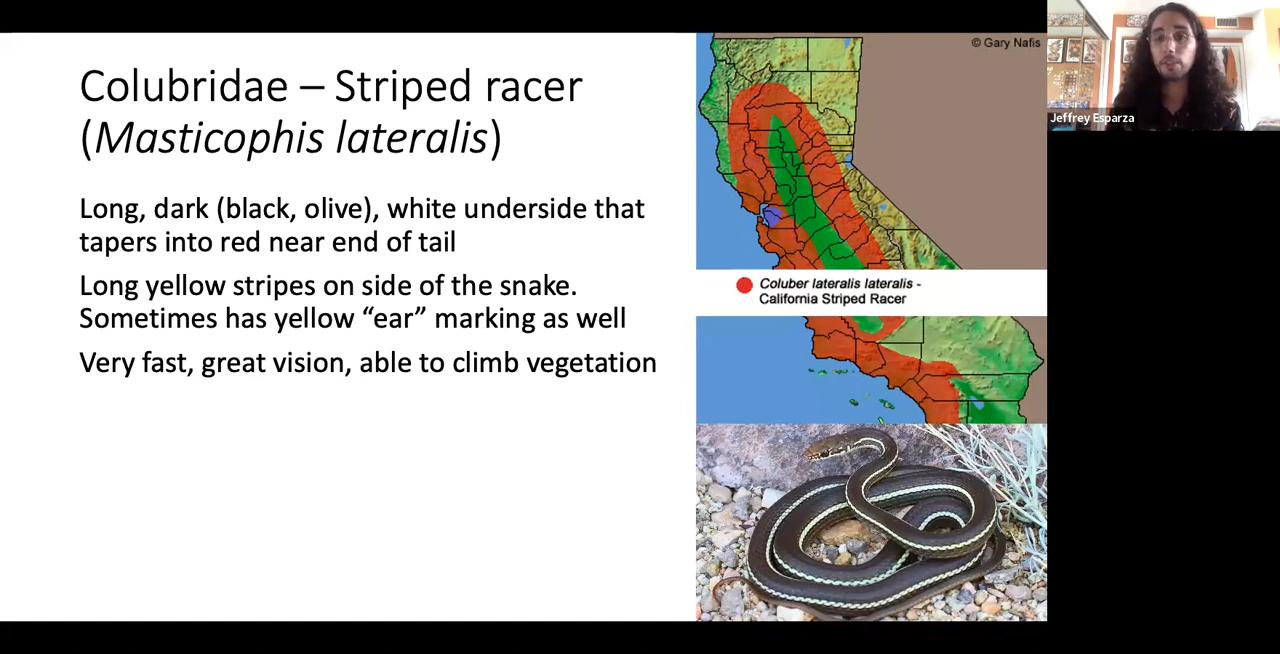 Colubridae – Striped racer
(Masticophis lateralis)
Long, dark (black, olive), white underside that
tapers into red near end of tail
Long yellow stripes on side of the snake.
Sometimes has yellow “ear” marking as well
Very fast, great vision, able to climb vegetation
© Gary Nafis
Coluber lateralis lateralis -
California Striped Racer
Jeffrey Esparza